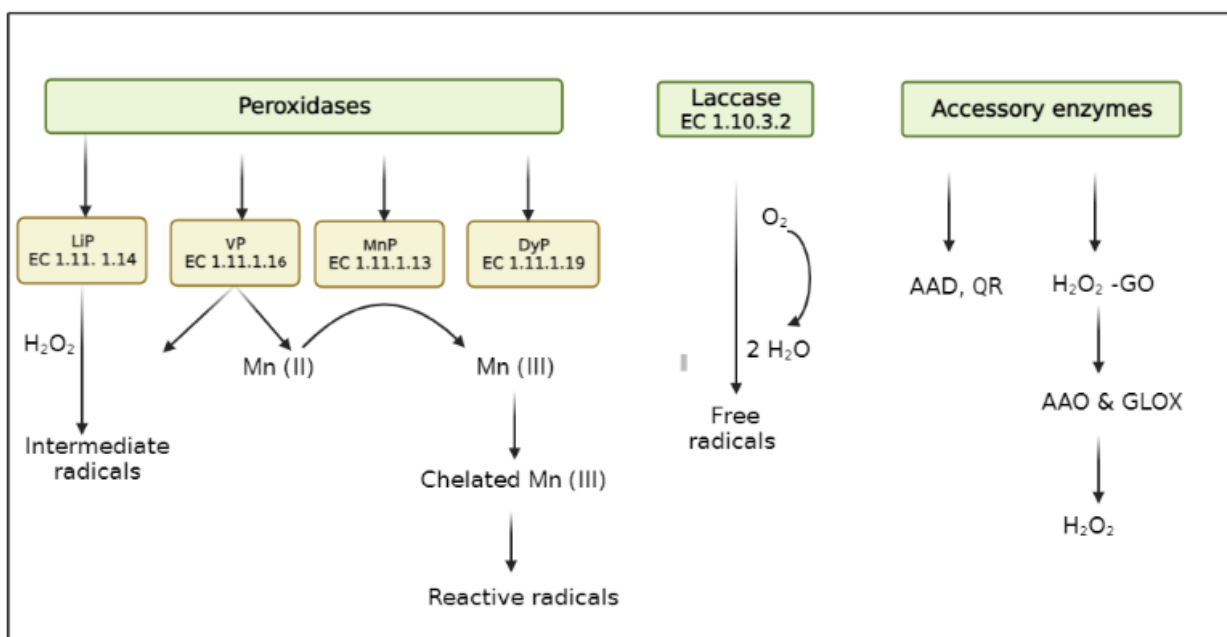 Peroxidases
Laccase
EC 1.10.3.2
Accessory enzymes
LiP
EC 1.11. 1.14
VP
EC 1.11.1.16
MnP
EC 1.11.1.13
DyP
EC 1.11.1.19
H₂O₂
Mn (II)
Mn (III)
Intermediate
radicals
Chelated Mn (III)
Reactive radicals
O₂
2 H₂O
Free
radicals
AAD, QR
H₂O₂ -GO
AAO & GLOX
H₂O₂